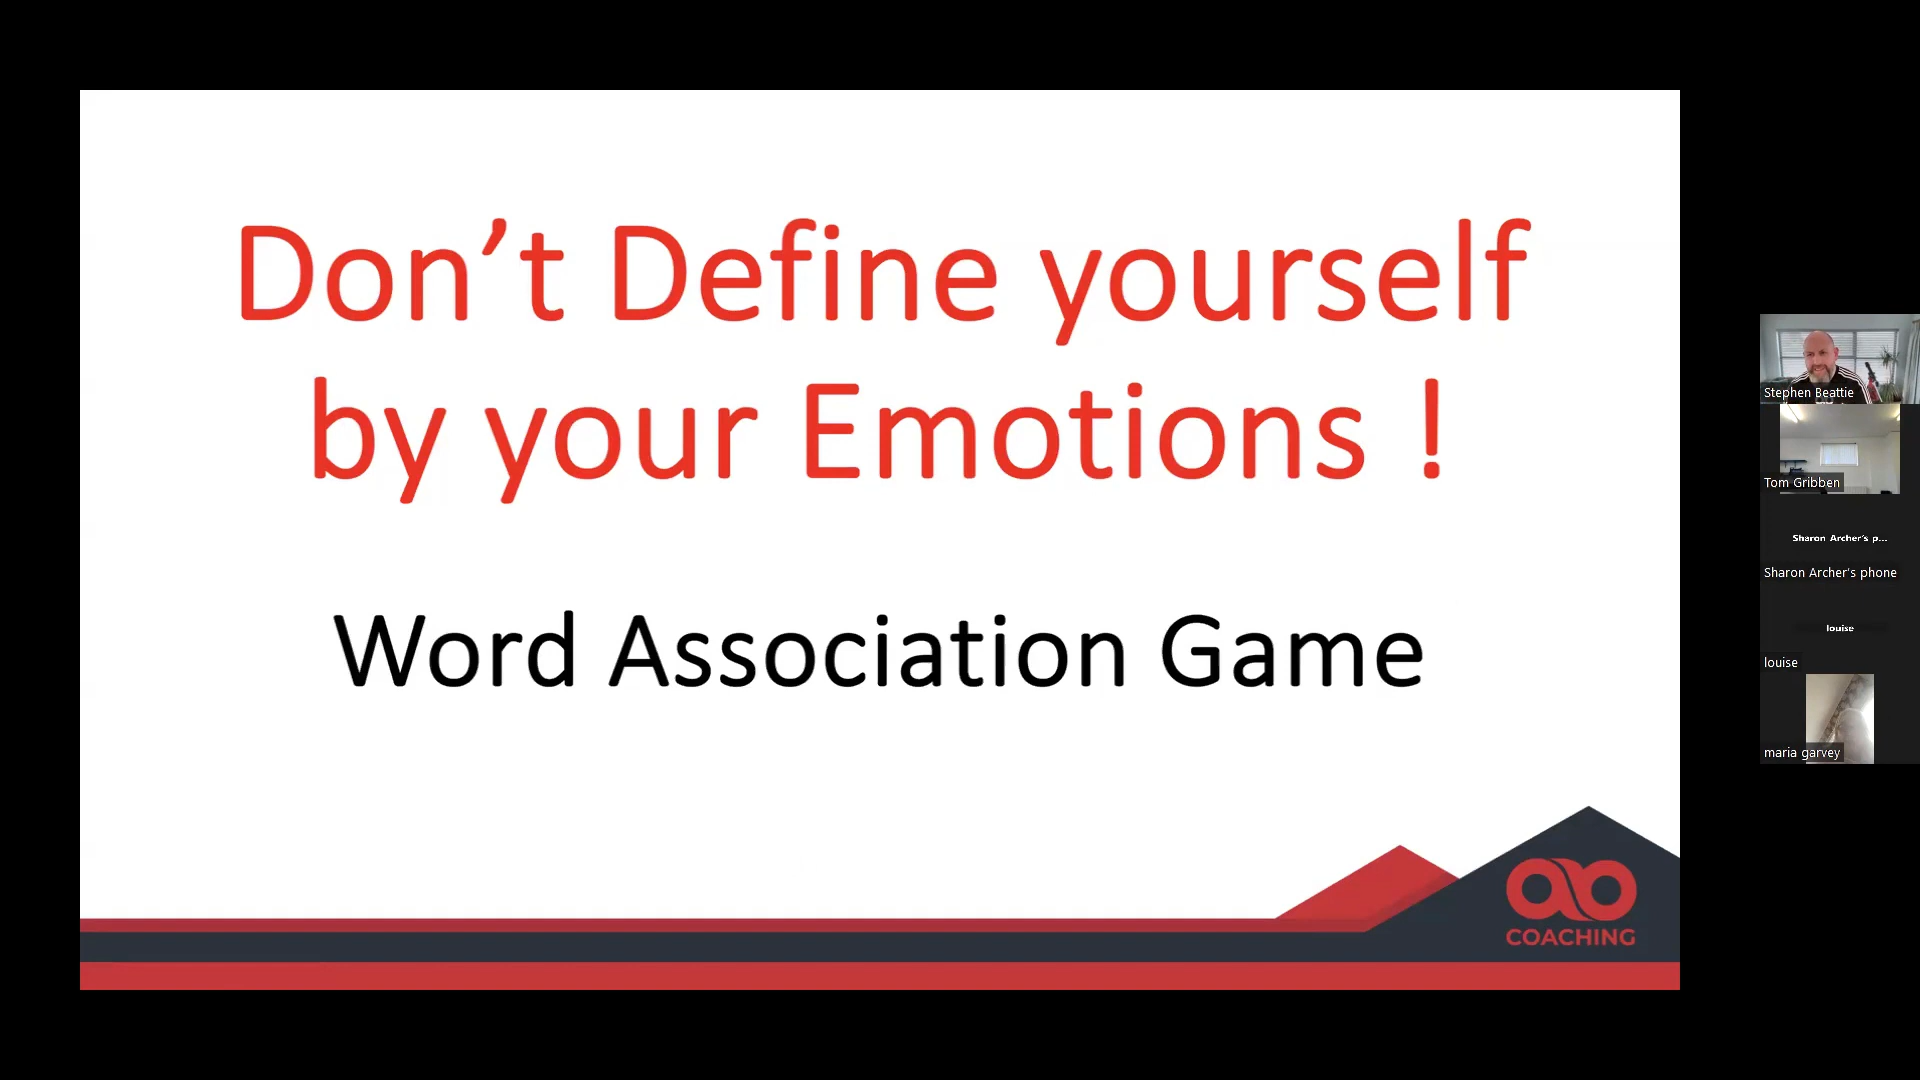 Don’t Define yourself
by your Emotions !
Word Association Game
COACHING
Stephen Beattie
Tom Gribben
Sharon Archer's p...
Sharon Archer's phone
louise
louise
maria garvey